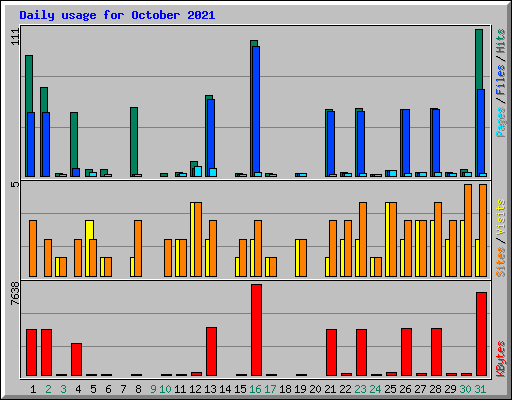 Daily usage for October 2021
111
Pages / Files / Hits
5
Sites / Visits
7638
KBytes
1 2 3 4 5 6 7 8 9 10 11 12 13 14 15 16 17 18 19 20 21 22 23 24 25 26 27 28 29 30 31